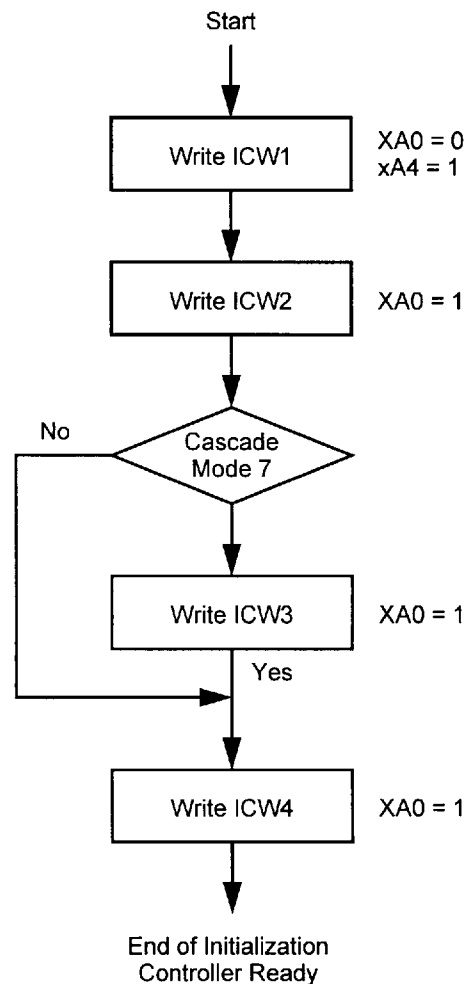 Start
Write ICW1
XA0 = 0
xA4 = 1
Write ICW2
XA0 = 1
No
Cascade
Mode 7
Write ICW3
XA0 = 1
Yes
Write ICW4
XA0 = 1
End of Initialization
Controller Ready